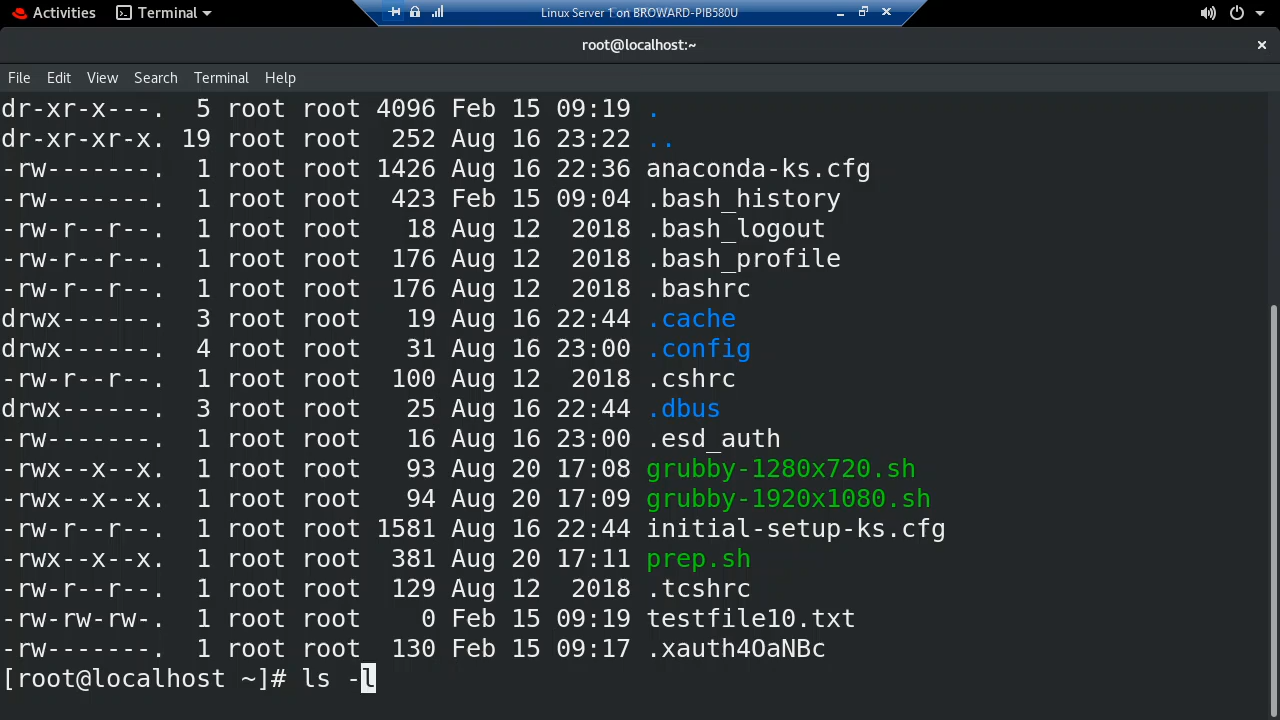 Activities Terminal Linux Server 1 on BROWARD-PIB580U
root@localhost:~
File Edit View Search Terminal Help
dr-xr-x---.  5 root root 4096 Feb 15 09:19 .
dr-xr-xr-x. 19 root root  252 Aug 16 23:22 ..
-rw-------.  1 root root 1426 Aug 16 22:36 anaconda-ks.cfg
-rw-------.  1 root root  423 Feb 15 09:04 .bash_history
-rw-r--r--.  1 root root   18 Aug 12  2018 .bash_logout
-rw-r--r--.  1 root root  176 Aug 12  2018 .bash_profile
-rw-r--r--.  1 root root  176 Aug 12  2018 .bashrc
drwx------.  3 root root   19 Aug 16 22:44 .cache
drwx------.  4 root root   31 Aug 16 23:00 .config
-rw-r--r--.  1 root root  100 Aug 12  2018 .cshrc
drwx------.  3 root root   25 Aug 16 22:44 .dbus
-rw-------.  1 root root   16 Aug 16 23:00 .esd_auth
-rwx--x--x.  1 root root   93 Aug 20 17:08 grubby-1280x720.sh
-rwx--x--x.  1 root root   94 Aug 20 17:09 grubby-1920x1080.sh
-rw-r--r--.  1 root root 1581 Aug 16 22:44 initial-setup-ks.cfg
-rwx--x--x.  1 root root  381 Aug 20 17:11 prep.sh
-rw-r--r--.  1 root root  129 Aug 12  2018 .tcshrc
-rw-rw-rw-.  1 root root    0 Feb 15 09:19 testfile10.txt
-rw-------.  1 root root  130 Feb 15 09:17 .xauth4OaNBc
[root@localhost ~]# ls -l